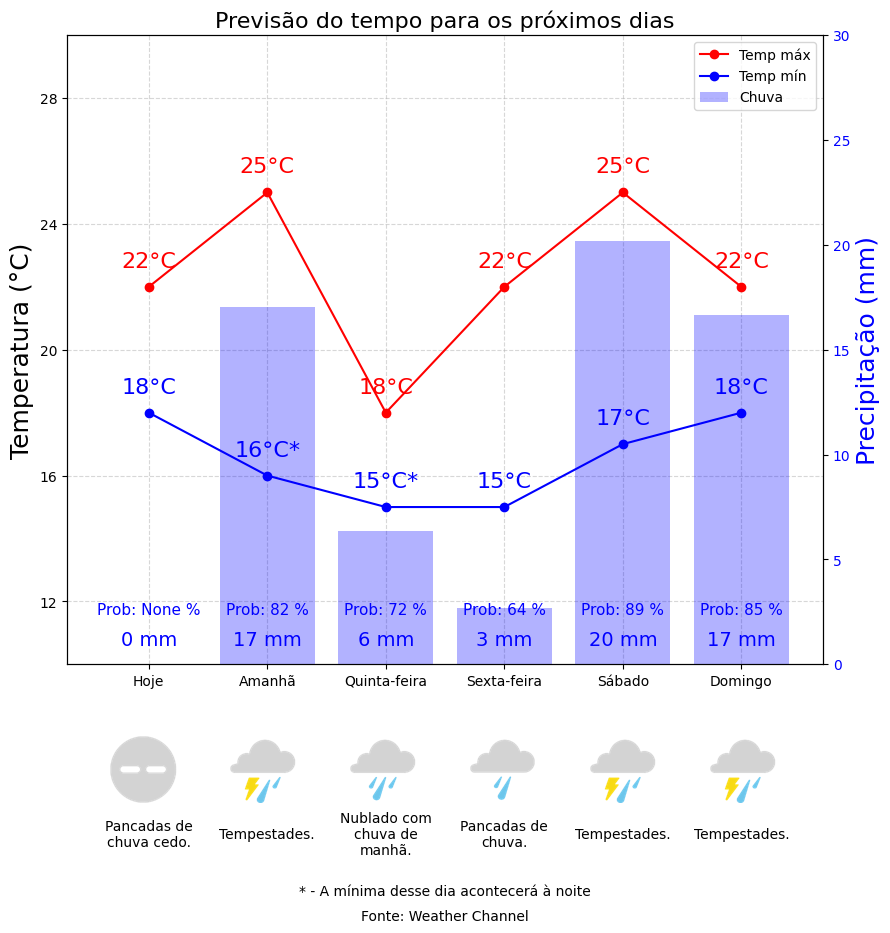 Previsão do tempo para os próximos dias
Temp máx
Temp mín
Chuva
Temperatura (°C)
Precipitação (mm)
28
24
20
16
12
30
25
20
15
10
5
0
22°C
25°C
18°C
22°C
25°C
22°C
18°C
16°C*
15°C*
15°C
17°C
18°C
Prob: None %
Prob: 82 %
Prob: 72 %
Prob: 64 %
Prob: 89 %
Prob: 85 %
0 mm
17 mm
6 mm
3 mm
20 mm
17 mm
Hoje
Amanhã
Quinta-feira
Sexta-feira
Sábado
Domingo
Pancadas de
chuva cedo.
Tempestades.
Nublado com
chuva de
manhã.
Pancadas de
chuva.
Tempestades.
Tempestades.
* - A mínima desse dia acontecerá à noite
Fonte: Weather Channel